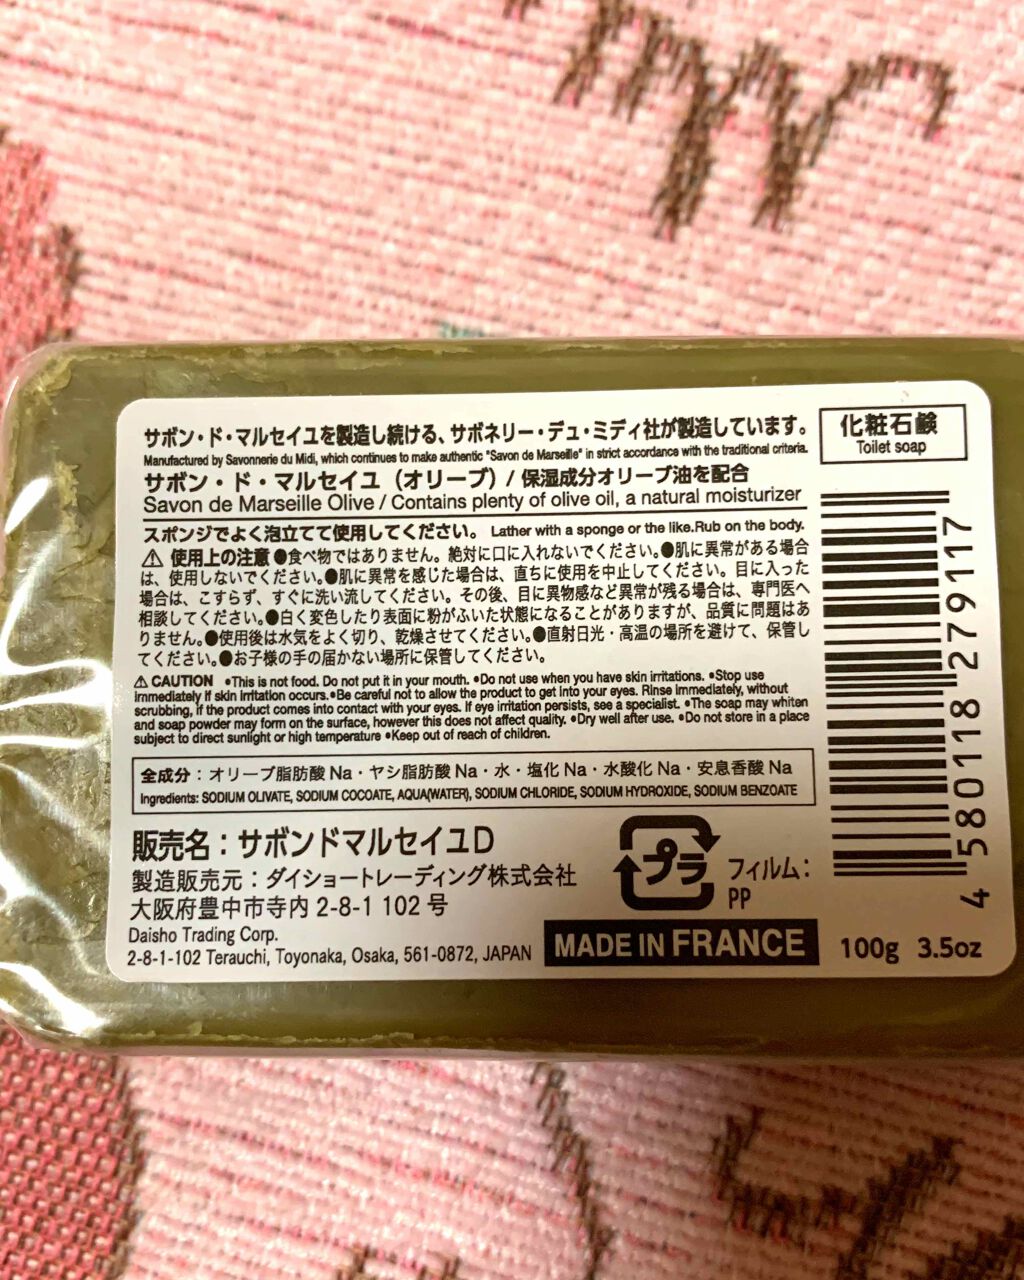 サボン・ド・マルセイユを製造し続ける、サボネリー・デュ・ミディ社が製造しています。
Manufactured by Savonnerie du Midi, which continues to make authentic "Savon de Marseille" in strict accordance with the traditional criteria.
サボン・ド・マルセイユ（オリーブ）/ 保湿成分オリーブ油を配合
Savon de Marseille Olive / Contains plenty of olive oil, a natural moisturizer
化粧石鹸
Toilet soap
スポンジでよく泡立てて使用してください。 Lather with a sponge or the like.Rub on the body.
⚠ 使用上の注意 ●食べ物ではありません。絶対に口に入れないでください。●肌に異常がある場合
は、使用しないでください。●肌に異常を感じた場合は、直ちに使用を中止してください。目に入った
場合は、こすらず、すぐに洗い流してください。その後、目に異物感など異常が残る場合は、専門医へ
相談してください。●白く変色したり表面に粉がふいた状態になることがありますが、品質に問題はあ
りません。●使用後は水気をよく切り、乾燥させてください。●直射日光・高温の場所を避けて、保管し
てください。●お子様の手の届かない場所に保管してください。
⚠ CAUTION ●This is not food. Do not put it in your mouth. ●Do not use when you have skin irritations. ●Stop use
immediately if skin irritation occurs.●Be careful not to allow the product to get into your eyes. Rinse immediately, without
scrubbing, if the product comes into contact with your eyes. If eye irritation persists, see a specialist. ●The soap may whiten
and soap powder may form on the surface, however this does not affect quality. ●Dry well after use. ●Do not store in a place
subject to direct sunlight or high temperature ●Keep out of reach of children.
全成分：オリーブ脂肪酸 Na・ヤシ脂肪酸 Na・水・塩化 Na・水酸化 Na・安息香酸 Na
Ingredients: SODIUM OLIVATE, SODIUM COCOATE, AQUA(WATER), SODIUM CHLORIDE, SODIUM HYDROXIDE, SODIUM BENZOATE
販売名：サボンドマルセイユD
製造販売元：ダイショートレーディング株式会社
大阪府豊中市寺内 2-8-1 102 号
Daisho Trading Corp.
2-8-1-102 Terauchi, Toyonaka, Osaka, 561-0872, JAPAN
プラ
フィルム：
PP
MADE IN FRANCE
100g 3.5oz
4 580118 279117